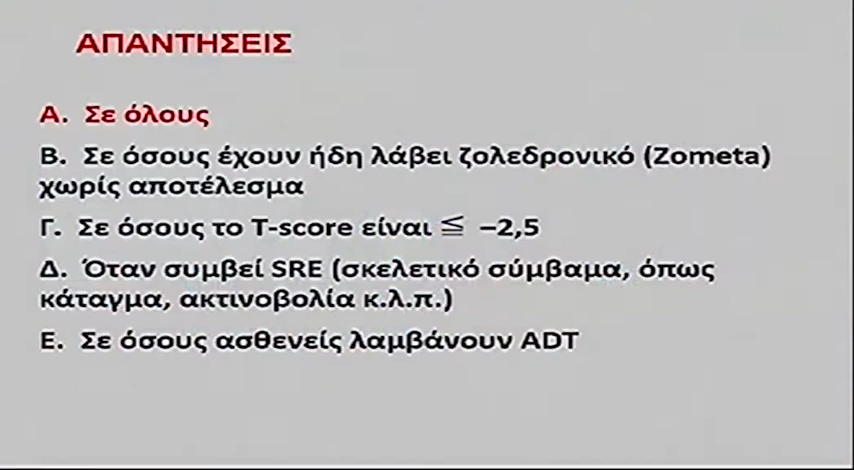 ΑΠΑΝΤΗΣΕΙΣ
Α. Σε όλους
Β. Σε όσους έχουν ήδη λάβει ζολεδρονικό (Zometa)
χωρίς αποτέλεσμα
Γ. Σε όσους το T-score είναι ≦ –2,5
Δ. Όταν συμβεί SRE (σκελετικό σύμβαμα, όπως
κάταγμα, ακτινοβολία κ.λ.π.)
Ε. Σε όσους ασθενείς λαμβάνουν ADT